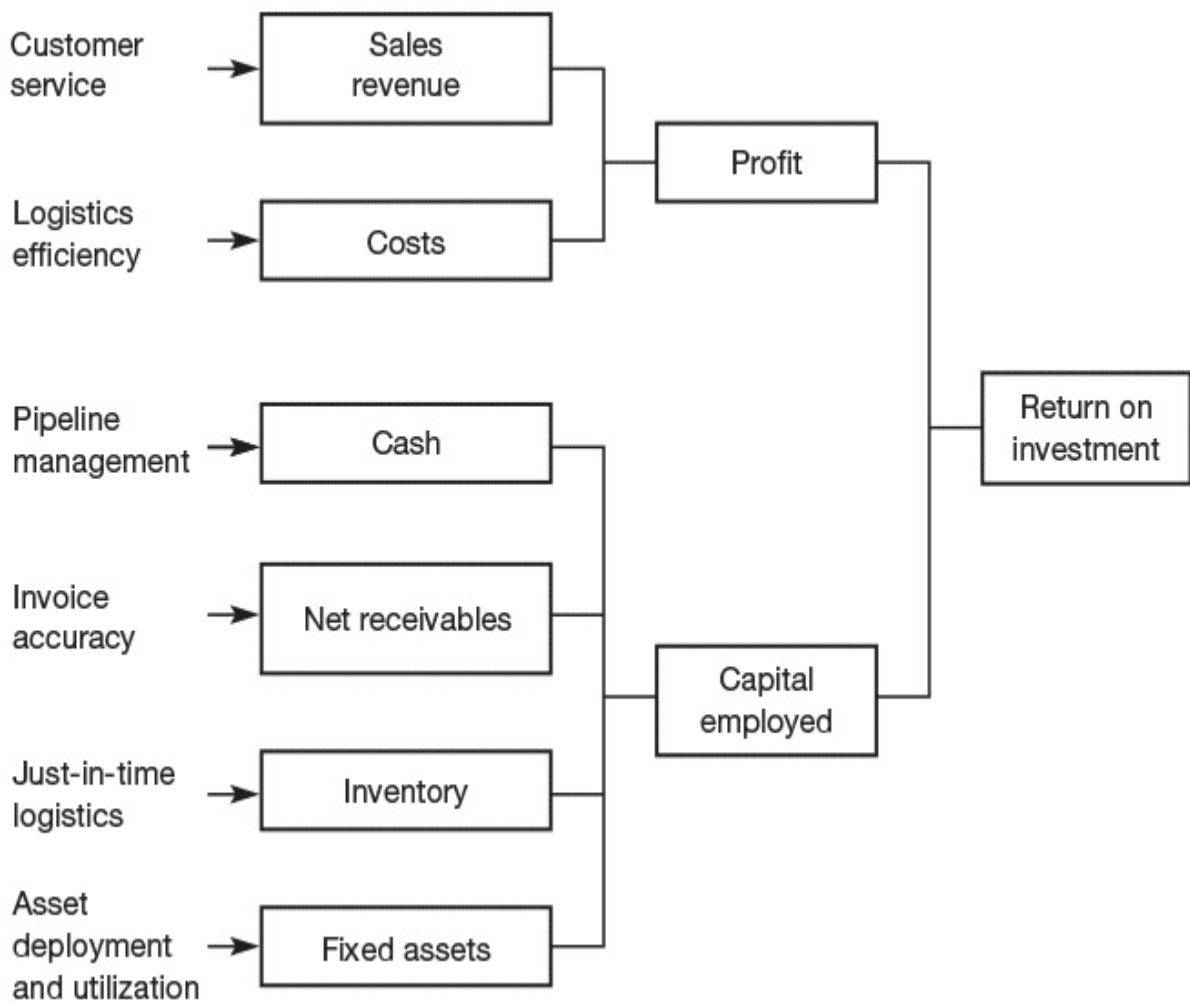 Customer
service
Sales
revenue
Profit
Logistics
efficiency
Costs
Return on
investment
Pipeline
management
Cash
Invoice
accuracy
Net receivables
Capital
employed
Just-in-time
logistics
Inventory
Asset
deployment
and utilization
Fixed assets